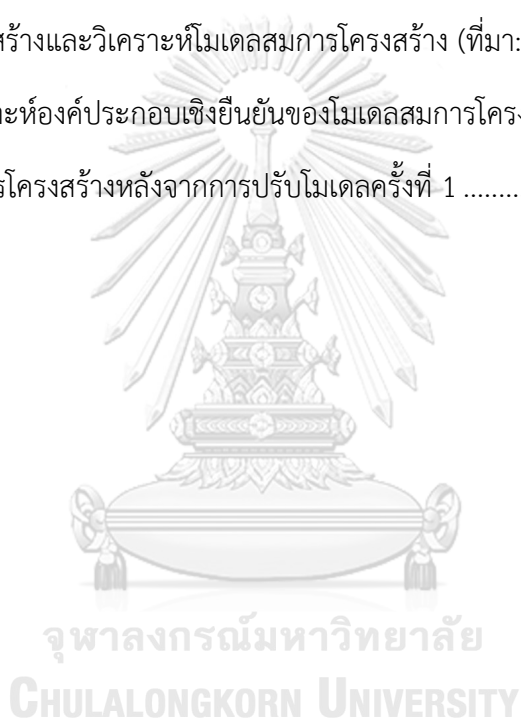 สร้างและวิเคราะห์โมเดลสมการโครงสร้าง (ที่มา:
ะห์องค์ประกอบเชิงยืนยันของโมเดลสมการโครง
รโครงสร้างหลังจากการปรับโมเดลครั้งที่ 1 ........
จุฬาลงกรณ์มหาวิทยาลัย
CHULALONGKORN UNIVERSITY